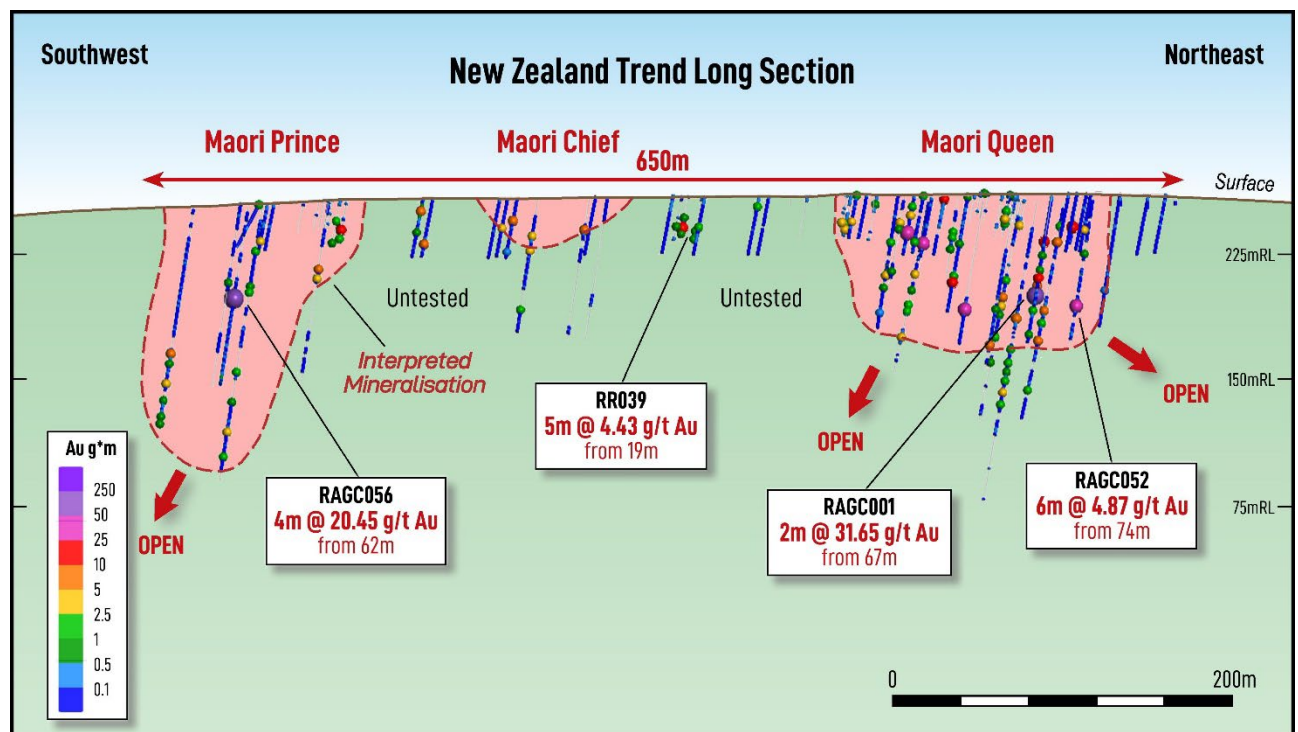 Southwest
Northeast
New Zealand Trend Long Section
Maori Prince
Maori Chief
Maori Queen
650m
Surface
225mRL
Untested
Untested
Interpreted
Mineralisation
150mRL
RR039
5m @ 4.43 g/t Au
from 19m
OPEN
OPEN
Au g*m
250
50
25
10
5
2.5
1
0.5
0.1
RAGC056
4m @ 20.45 g/t Au
from 62m
RAGC001
2m @ 31.65 g/t Au
from 67m
RAGC052
6m @ 4.87 g/t Au
from 74m
75mRL
OPEN
0
200m